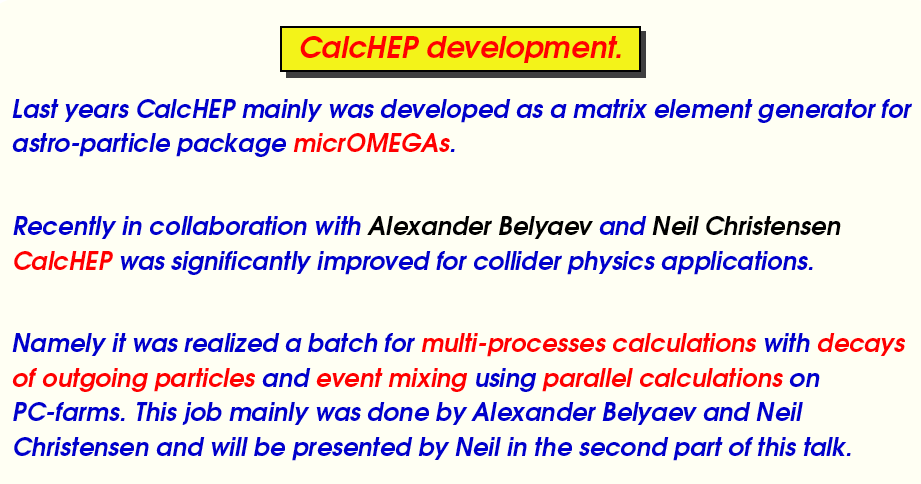 CalcHEP development.
Last years CalcHEP mainly was developed as a matrix element generator for
astro-particle package micrOMEGAs.
Recently in collaboration with Alexander Belyaev and Neil Christensen
CalcHEP was significantly improved for collider physics applications.
Namely it was realized a batch for multi-processes calculations with decays
of outgoing particles and event mixing using parallel calculations on
PC-farms. This job mainly was done by Alexander Belyaev and Neil
Christensen and will be presented by Neil in the second part of this talk.